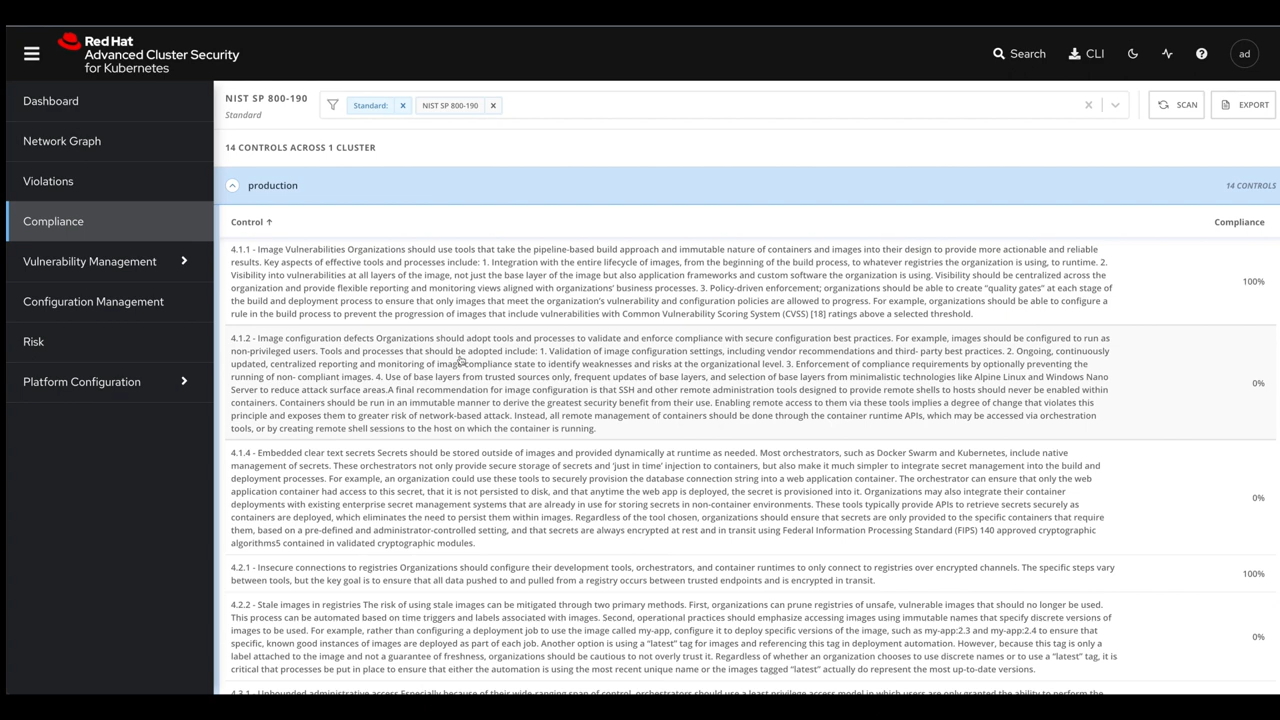 Red Hat
Advanced Cluster Security
for Kubernetes
Search
CLI
ad
Dashboard
Network Graph
Violations
Compliance
Vulnerability Management
Configuration Management
Risk
Platform Configuration
NIST SP 800-190
Standard
Standard:
NIST SP 800-190
SCAN
EXPORT
14 CONTROLS ACROSS 1 CLUSTER
production
14 CONTROLS
Control
Compliance
4.1.1 - Image Vulnerabilities Organizations should use tools that take the pipeline-based build approach and immutable nature of containers and images into their design to provide more actionable and reliable
results. Key aspects of effective tools and processes include: 1. Integration with the entire lifecycle of images, from the beginning of the build process, to whatever registries the organization is using, to runtime. 2.
Visibility into vulnerabilities at all layers of the image, not just the base layer of the image but also application frameworks and custom software the organization is using. Visibility should be centralized across the
organization and provide flexible reporting and monitoring views aligned with organizations' business processes. 3. Policy-driven enforcement; organizations should be able to create "quality gates" at each stage of
the build and deployment process to ensure that only images that meet the organization's vulnerability and configuration policies are allowed to progress. For example, organizations should be able to configure a
rule in the build process to prevent the progression of images that include vulnerabilities with Common Vulnerability Scoring System (CVSS) [18] ratings above a selected threshold.
100%
4.1.2 - Image configuration defects Organizations should adopt tools and processes to validate and enforce compliance with secure configuration best practices. For example, images should be configured to run as
non-privileged users. Tools and processes that should be adopted include: 1. Validation of image configuration settings, including vendor recommendations and third- party best practices. 2. Ongoing, continuously
updated, centralized reporting and monitoring of image compliance state to identify weaknesses and risks at the organizational level. 3. Enforcement of compliance requirements by optionally preventing the
running of non- compliant images. 4. Use of base layers from trusted sources only, frequent updates of base layers, and selection of base layers from minimalistic technologies like Alpine Linux and Windows Nano
Server to reduce attack surface areas.A final recommendation for image configuration is that SSH and other remote administration tools designed to provide remote shells to hosts should never be enabled within
containers. Containers should be run in an immutable manner to derive the greatest security benefit from their use. Enabling remote access to them via these tools implies a degree of change that violates this
principle and exposes them to greater risk of network-based attack. Instead, all remote management of containers should be done through the container runtime APIs, which may be accessed via orchestration
tools, or by creating remote shell sessions to the host on which the container is running.
0%
4.1.4 - Embedded clear text secrets Secrets should be stored outside of images and provided dynamically at runtime as needed. Most orchestrators, such as Docker Swarm and Kubernetes, include native
management of secrets. These orchestrators not only provide secure storage of secrets and 'just in time' injection to containers, but also make it much simpler to integrate secret management into the build and
deployment processes. For example, an organization could use these tools to securely provision the database connection string into a web application container. The orchestrator can ensure that only the web
application container had access to this secret, that it is not persisted to disk, and that anytime the web app is deployed, the secret is provisioned into it. Organizations may also integrate their container
deployments with existing enterprise secret management systems that are already in use for storing secrets in non-container environments. These tools typically provide APIs to retrieve secrets securely as
containers are deployed, which eliminates the need to persist them within images. Regardless of the tool chosen, organizations should ensure that secrets are only provided to the specific containers that require
them, based on a pre-defined and administrator-controlled setting, and that secrets are always encrypted at rest and in transit using Federal Information Processing Standard (FIPS) 140 approved cryptographic
algorithms5 contained in validated cryptographic modules.
0%
4.2.1 - Insecure connections to registries Organizations should configure their development tools, orchestrators, and container runtimes to only connect to registries over encrypted channels. The specific steps vary
between tools, but the key goal is to ensure that all data pushed to and pulled from a registry occurs between trusted endpoints and is encrypted in transit.
100%
4.2.2 - Stale images in registries The risk of using stale images can be mitigated through two primary methods. First, organizations can prune registries of unsafe, vulnerable images that should no longer be used.
This process can be automated based on time triggers and labels associated with images. Second, operational practices should emphasize accessing images using immutable names that specify discrete versions of
images to be used. For example, rather than configuring a deployment job to use the image called my-app, configure it to deploy specific versions of the image, such as my-app:2.3 and my-app:2.4 to ensure that
specific, known good instances of images are deployed as part of each job. Another option is using a "latest" tag for images and referencing this tag in deployment automation. However, because this tag is only a
label attached to the image and not a guarantee of freshness, organizations should be cautious to not overly trust it. Regardless of whether an organization chooses to use discrete names or to use a "latest" tag, it is
critical that processes be put in place to ensure that either the automation is using the most recent unique name or the images tagged "latest" actually do represent the most up-to-date versions.
0%
4.3.1 - Unbounded administrative access Especially because of their wide-ranging span of control, orchestrators should use a least privilege access model in which users are only granted the ability to perform the